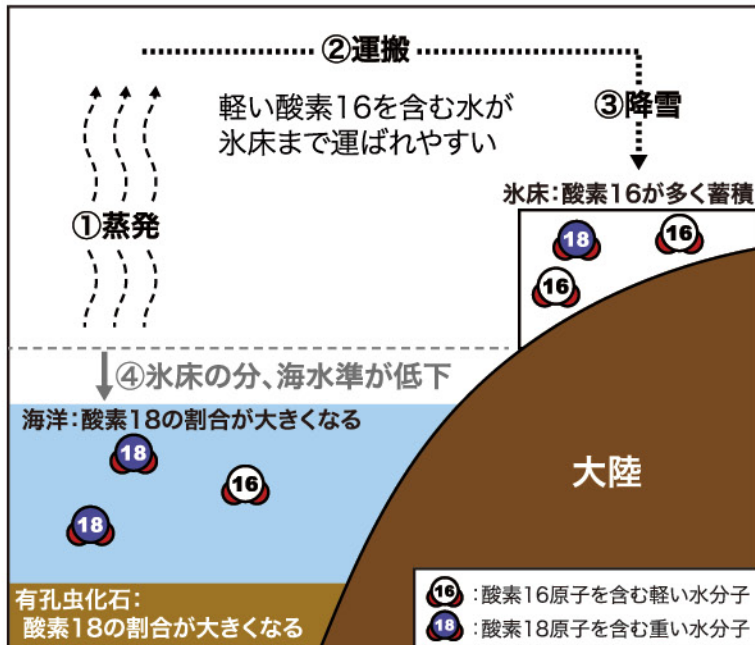 ②運搬
軽い酸素16を含む水が
氷床まで運ばれやすい
③降雪
①蒸発
氷床:酸素16が多く蓄積
18
16
16
④氷床の分、海水準が低下
海洋:酸素18の割合が大きくなる
18
16
18
大陸
有孔虫化石:
酸素18の割合が大きくなる
16:酸素16原子を含む軽い水分子
18:酸素18原子を含む重い水分子